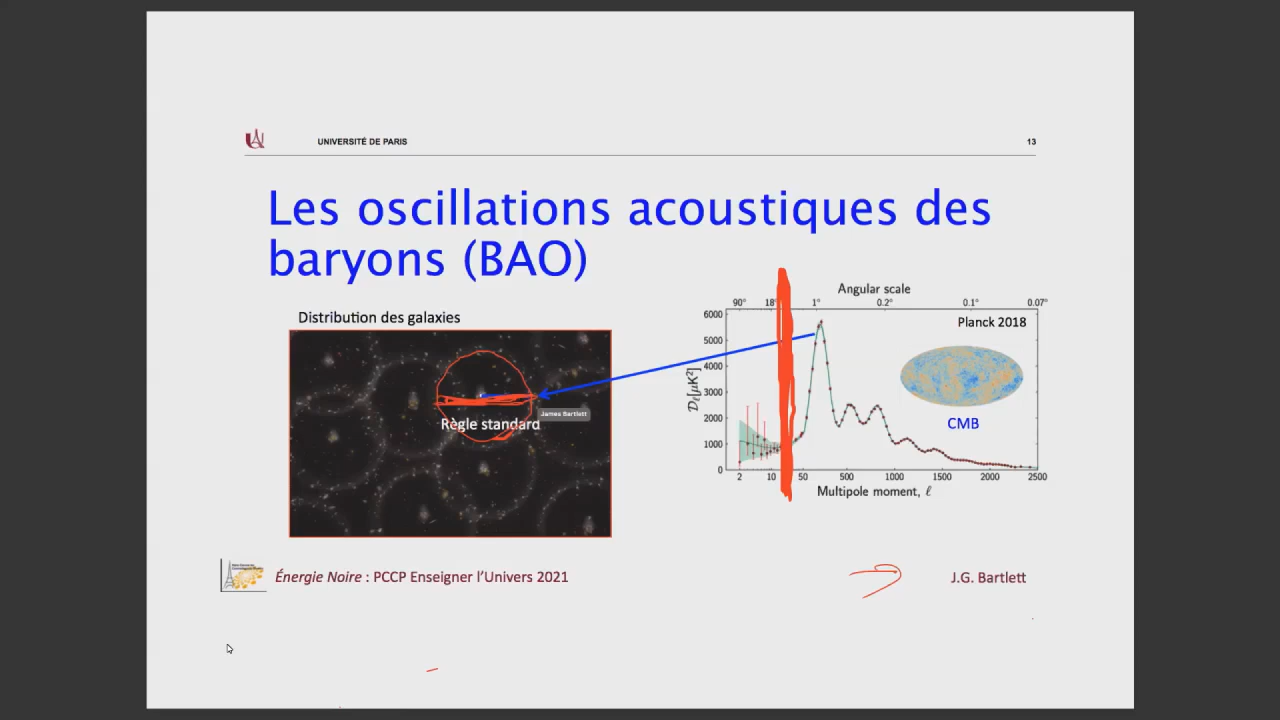 UNIVERSITÉ DE PARIS
13
Les oscillations acoustiques des
baryons (BAO)
Distribution des galaxies
Règle standard
James Bartlett
Angular scale
90° 18° 1° 0.2° 0.1° 0.07°
Planck 2018
CMB
6000
5000
4000
3000
2000
1000
0
𝒟ℓ[μK²]
2 10 50 500 1000 1500 2000 2500
Multipole moment, ℓ
Énergie Noire : PCCP Enseigner l'Univers 2021
J.G. Bartlett